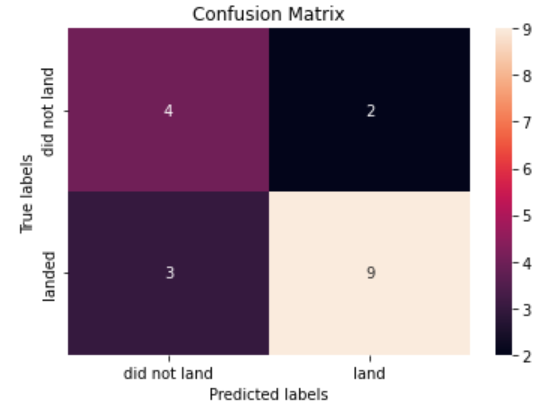 Confusion Matrix
True labels
did not land
4
2
landed
3
9
did not land
land
Predicted labels
9
8
7
6
5
4
3
2